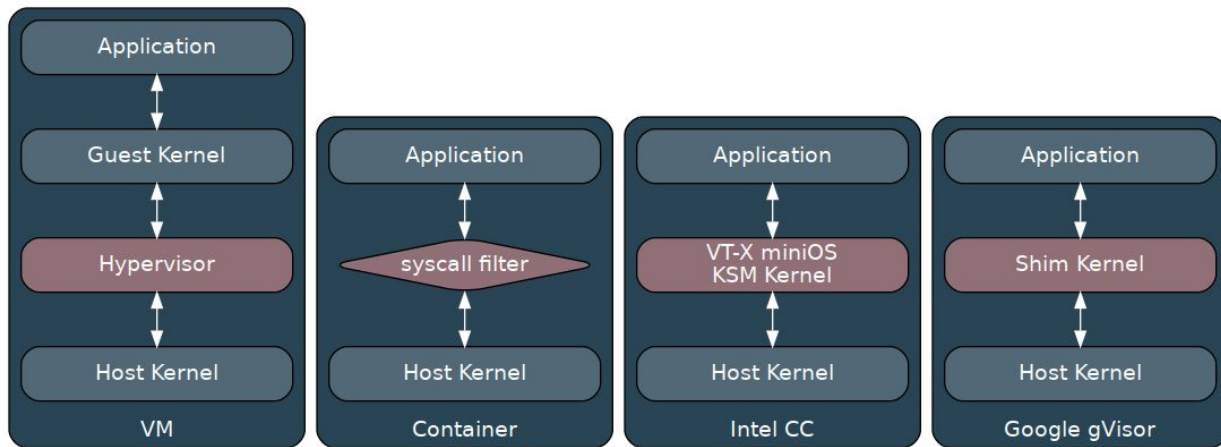 Application
Guest Kernel
Hypervisor
Host Kernel
VM
Application
syscall filter
Host Kernel
Container
Application
VT-X miniOS
KSM Kernel
Host Kernel
Intel CC
Application
Shim Kernel
Host Kernel
Google gVisor